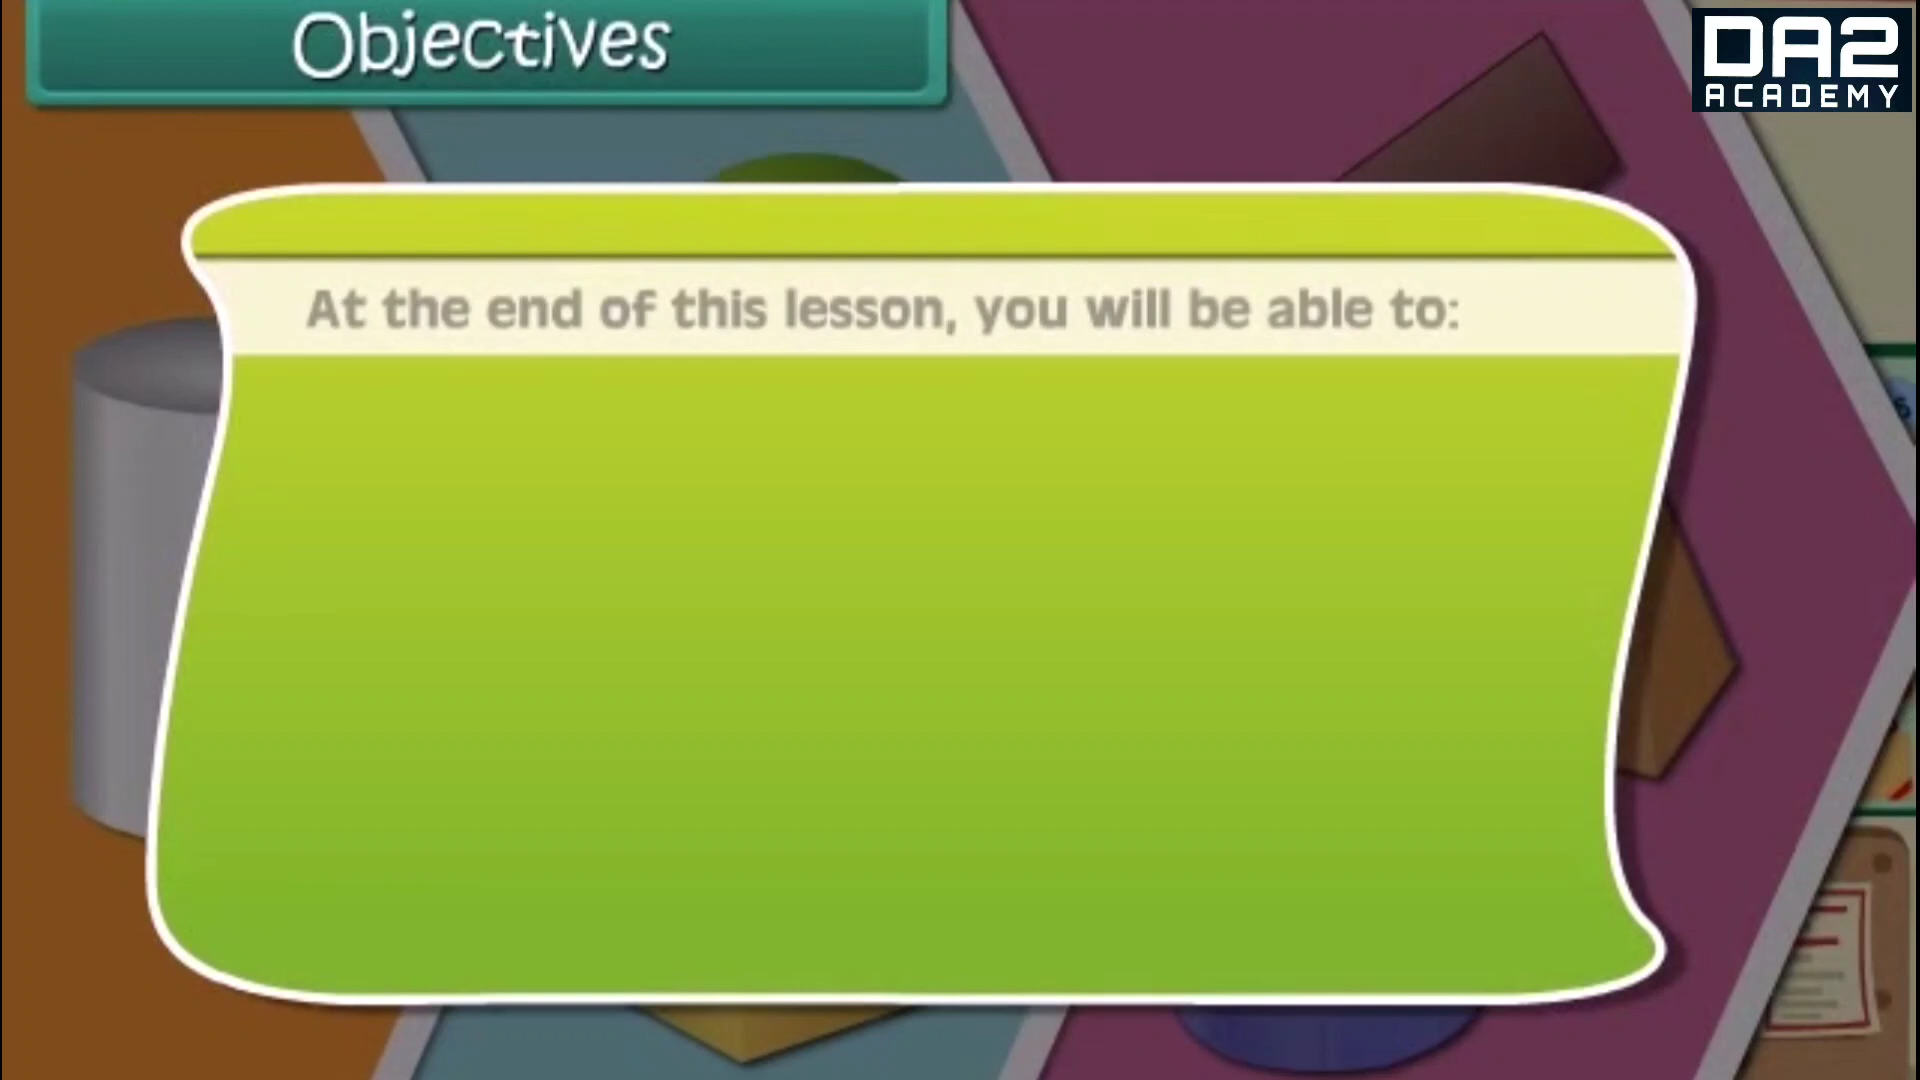 Objectives
DA2
ACADEMY
At the end of this lesson, you will be able to: